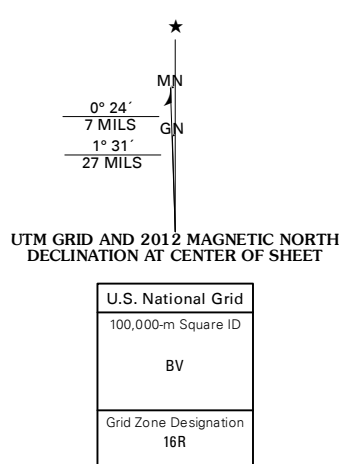 MN
0° 24´
7 MILS
GN
1° 31´
27 MILS
UTM GRID AND 2012 MAGNETIC NORTH
DECLINATION AT CENTER OF SHEET
U.S. National Grid
100,000-m Square ID
BV
Grid Zone Designation
16R